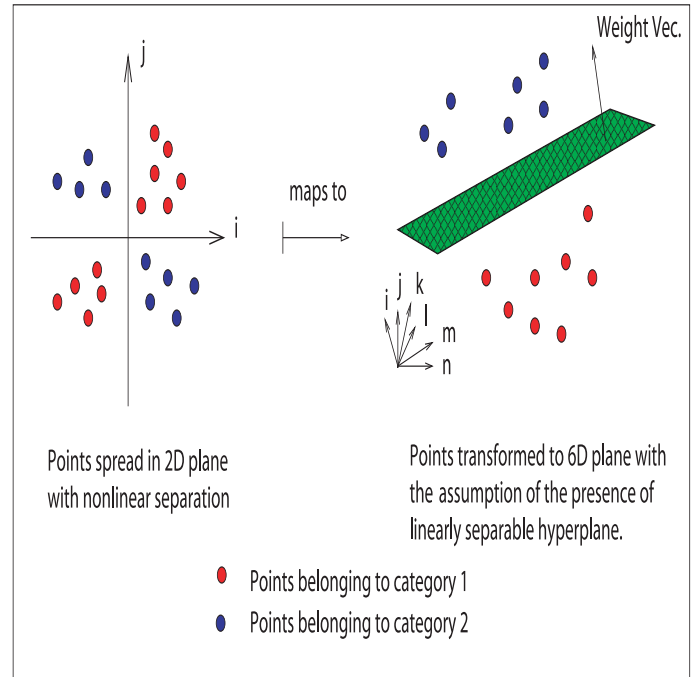 j
i
Weight Vec.
maps to
i
j
k
l
m
n
Points spread in 2D plane
with nonlinear separation
Points transformed to 6D plane with
the assumption of the presence of
linearly separable hyperplane.
Points belonging to category 1
Points belonging to category 2